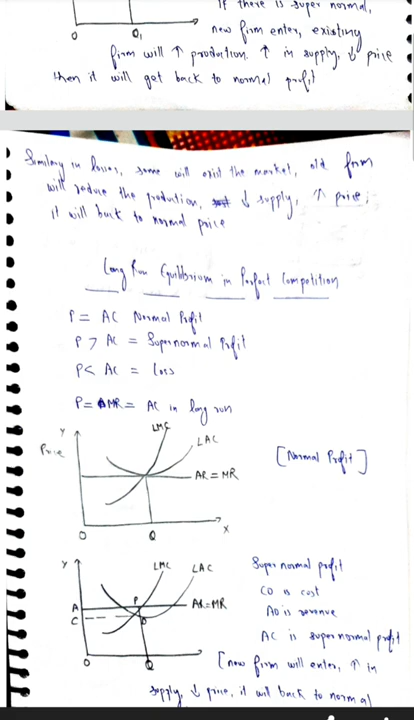 If there is super normal,
O
O1
new firm enter, existing
firm will ↑ production. ↑ in supply, ↓ price
then it will get back to normal profit
Similarly in losses, some will exist the market, old firm
will reduce the production, ↓ supply, ↑ price,
it will back to normal price
Long Run Equilibrium in Perfect Competition
P = AC Normal Profit
P > AC = Supernormal Profit
P< AC = Loss
P= MR = AC in long run
Y
LMC
LAC
Price
AR = MR
[Normal Profit]
O
Q
X
Y
LMC
LAC
Super normal profit
CO is cost
A
P
AR=MR
AO is revenue
C
AC is super normal profit
O
Q
[new firm will enter, ↑ in
supply, ↓ price, it will back to normal